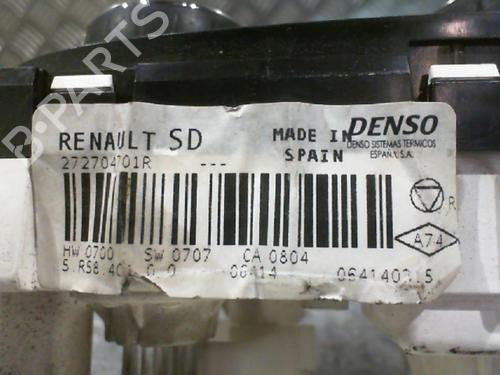 B-PARTS
RENAULT SD
MADE IN SPAIN
DENSO
DENSO SISTEMAS TERMICOS
ESPAÑA S.A.
---
R
A74
HW 0700 SW 0707 CA 0804
06414